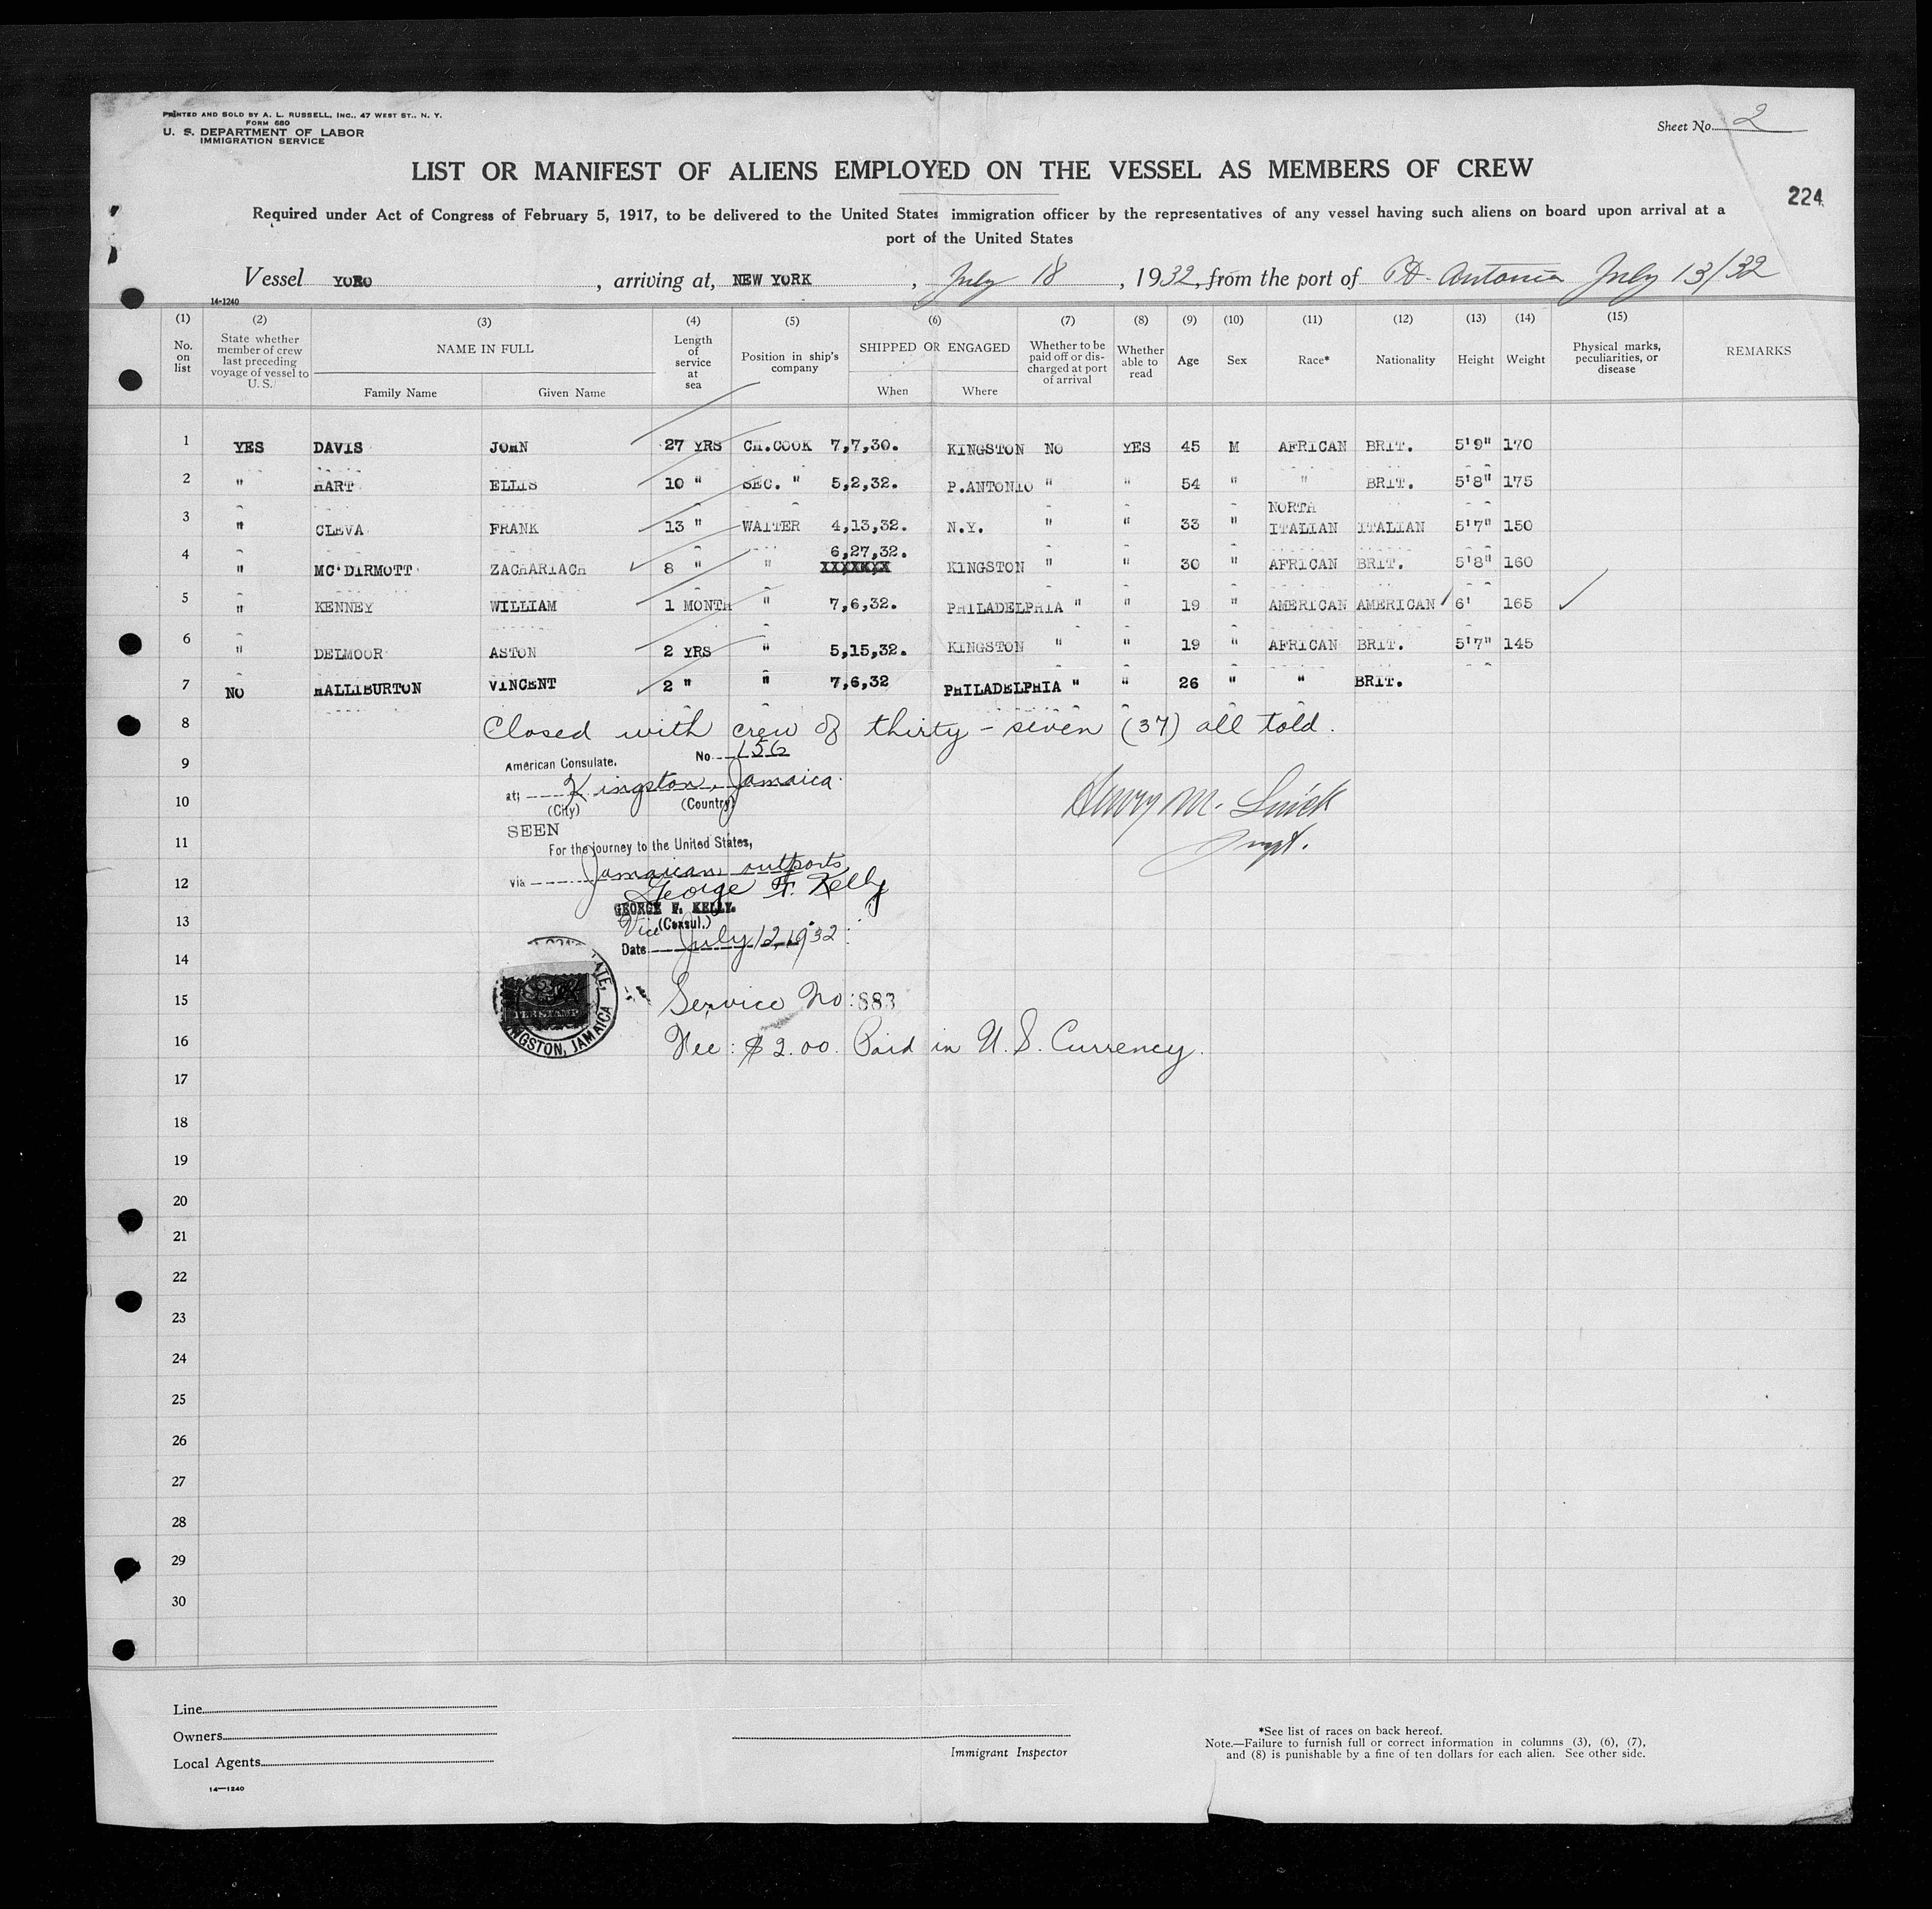 PRINTED AND SOLD BY A. L. RUSSELL, INC., 47 WEST ST., N. Y.
FORM 680
U. S. DEPARTMENT OF LABOR
IMMIGRATION SERVICE
Sheet No. 2
LIST OR MANIFEST OF ALIENS EMPLOYED ON THE VESSEL AS MEMBERS OF CREW
224
Required under Act of Congress of February 5, 1917, to be delivered to the United States immigration officer by the representatives of any vessel having such aliens on board upon arrival at a
port of the United States
Vessel YORO, arriving at, NEW YORK, July 18, 1932, from the port of Pt. Antonio July 13/32
14-1240
(1) (2) (3) (4) (5) (6) (7) (8) (9) (10) (11) (12) (13) (14) (15)
No. on list
State whether member of crew last preceding voyage of vessel to U.S.
NAME IN FULL
Family Name
Given Name
Length of service at sea
Position in ship's company
SHIPPED OR ENGAGED
When
Where
Whether to be paid off or discharged at port of arrival
Whether able to read
Age
Sex
Race*
Nationality
Height
Weight
Physical marks, peculiarities, or disease
REMARKS
1 YES DAVIS JOHN 27 YRS CH.COOK 7,7,30. KINGSTON NO YES 45 M AFRICAN BRIT. 5'9" 170
2 " HART ELLIS 10 " SEC. " 5,2,32. P.ANTONIO " " 54 " " BRIT. 5'8" 175
3 " CLEVA FRANK 13 " WAITER 4,13,32. N.Y. " " 33 " NORTH ITALIAN ITALIAN 5'7" 150
6,27,32.
4 " MC'DIRMOTT ZACHARIACH 8 " " XXXXXXX KINGSTON " " 30 " AFRICAN BRIT. 5'8" 160
5 " KENNEY WILLIAM 1 MONTH " 7,6,32. PHILADELPHIA " " 19 " AMERICAN AMERICAN 6' 165
6 " DELMOOR ASTON 2 YRS " 5,15,32. KINGSTON " " 19 " AFRICAN BRIT. 5'7" 145
7 NO HALLIBURTON VINCENT 2 " " 7,6,32 PHILADELPHIA " " 26 " " BRIT.
8 Closed with crew of thirty-seven (37) all told.
9 American Consulate. No. 156
at; Kingston, Jamaica.
10 (City) (Country)
Henry M.
SEEN
11 For the journey to the United States,
via Jamaican outports
12 George F. Kelly
GEORGE F. KELLY.
13 Vice (Consul.)
Date July 12, 1932
14
KINGSTON, JAMAICA
15 Service No: 883
16 Fee: $2.00. Paid in U.S. Currency.
17
18
19
20
21
22
23
24
25
26
27
28
29
30
Line
Owners
Local Agents
14—1240
Immigrant Inspector
*See list of races on back hereof.
Note.—Failure to furnish full or correct information in columns (3), (6), (7),
and (8) is punishable by a fine of ten dollars for each alien. See other side.